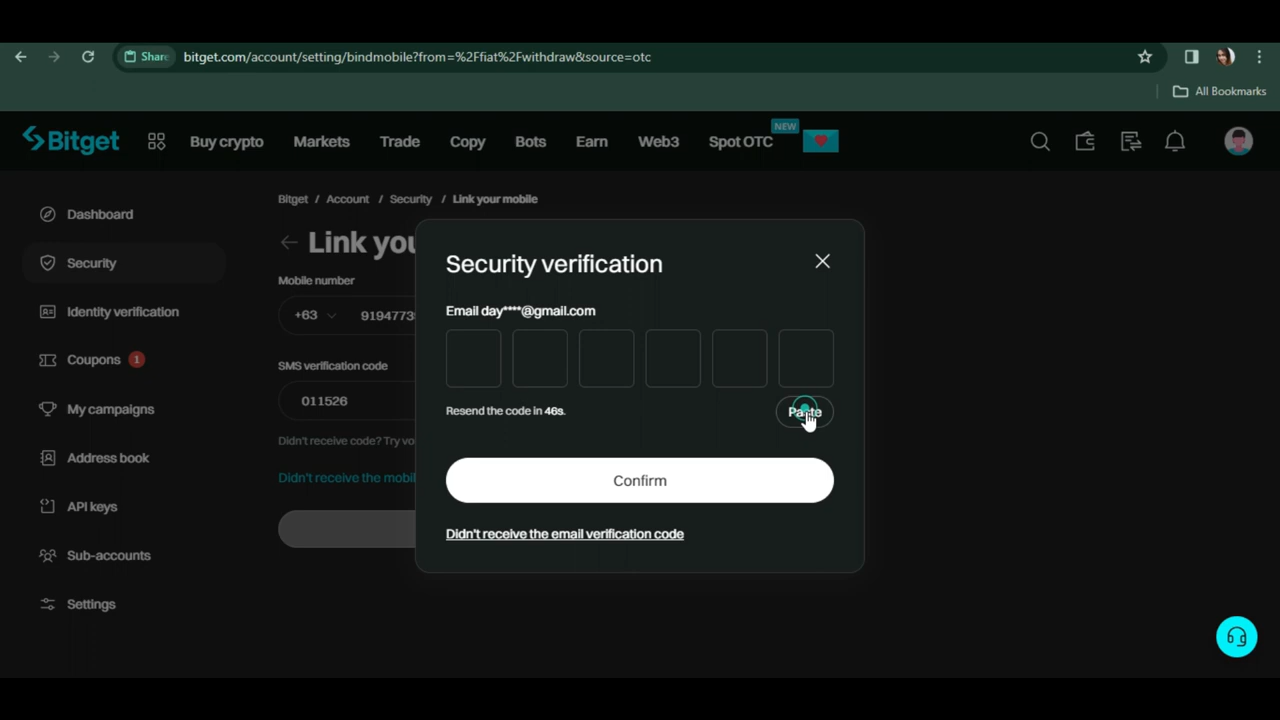 Share
bitget.com/account/setting/bindmobile?from=%2Ffiat%2Fwithdraw&source=otc
All Bookmarks
Bitget
Buy crypto
Markets
Trade
Copy
Bots
Earn
Web3
Spot OTC
NEW
Bitget / Account / Security / Link your mobile
Dashboard
Security
Identity verification
Coupons 1
My campaigns
Address book
API keys
Sub-accounts
Settings
Link you
Mobile number
+63 9194773
SMS verification code
011526
Didn't receive code? Try
Didn't receive the mobil
Security verification
Email day****@gmail.com
Resend the code in 46s.
Paste
Confirm
Didn't receive the email verification code